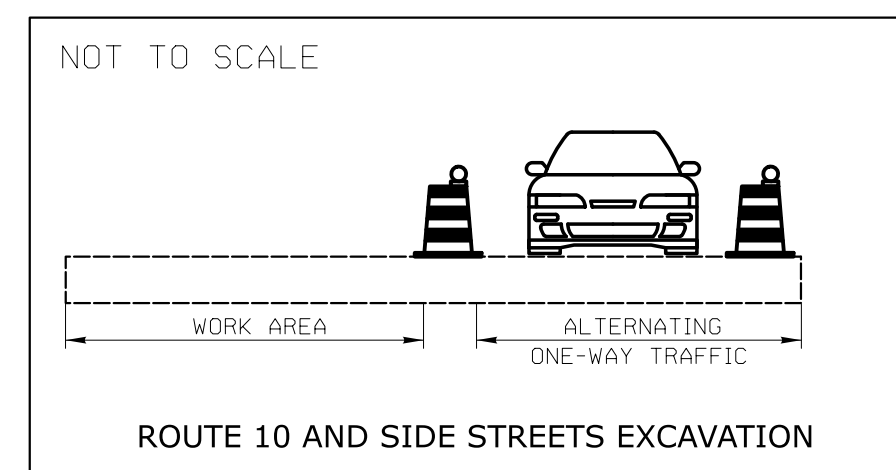 NOT TO SCALE
WORK AREA
ALTERNATING
ONE-WAY TRAFFIC
ROUTE 10 AND SIDE STREETS EXCAVATION